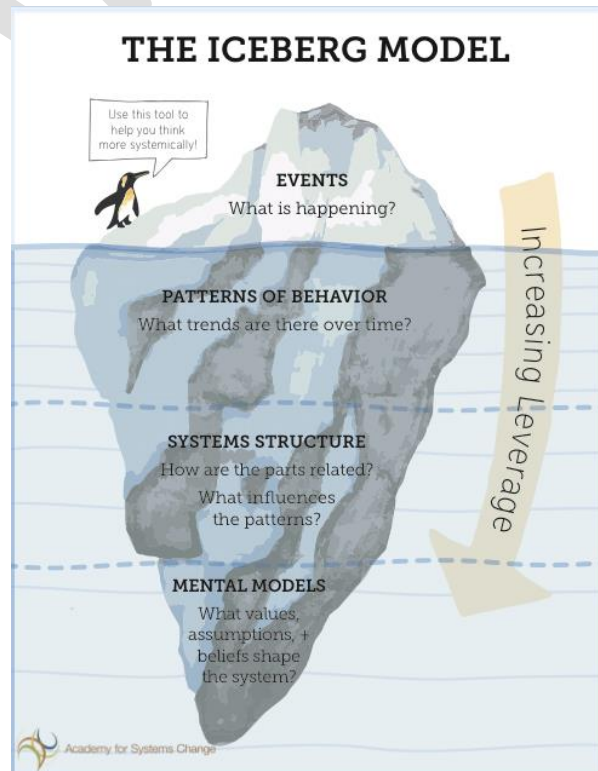 THE ICEBERG MODEL
Use this tool to
help you think
more systemically!
EVENTS
What is happening?
PATTERNS OF BEHAVIOR
What trends are there over time?
SYSTEMS STRUCTURE
How are the parts related?
What influences
the patterns?
MENTAL MODELS
What values,
assumptions, +
beliefs shape
the system?
Increasing Leverage
Academy for Systems Change